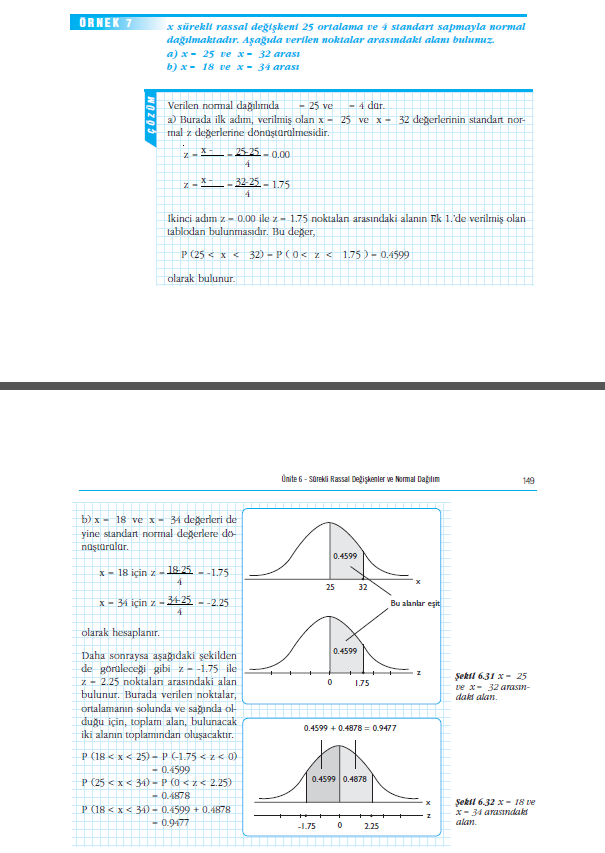 ÖRNEK 7
x sürekli rassal değişkeni 25 ortalama ve 4 standart sapmayla normal
dağılmaktadır. Aşağıda verilen noktalar arasındaki alanı bulunuz.
a) x = 25 ve x = 32 arası
b) x = 18 ve x = 34 arası
ÇÖZÜM
Verilen normal dağılımda = 25 ve = 4 dür.
a) Burada ilk adım, verilmiş olan x = 25 ve x = 32 değerlerinin standart nor-
mal z değerlerine dönüştürülmesidir.
z = x - = 25-25 = 0.00
4
z = x - = 32-25 = 1.75
4
İkinci adım z = 0.00 ile z = 1.75 noktaları arasındaki alanın Ek 1.'de verilmiş olan
tablodan bulunmasıdır. Bu değer,
P (25 < x < 32) = P ( 0 < z < 1.75 ) = 0.4599
olarak bulunur.
Ünite 6 - Sürekli Rassal Değişkenler ve Normal Dağılım
149
b) x = 18 ve x = 34 değerleri de
yine standart normal değerlere dö-
nüştürülür.
x = 18 için z = 18-25 = -1.75
4
x = 34 için z = 34-25 = -2.25
4
olarak hesaplanır.
Daha sonraysa aşağıdaki şekilden
de görüleceği gibi z = -1.75 ile
z = 2.25 noktaları arasındaki alan
bulunur. Burada verilen noktalar,
ortalamanın solunda ve sağında ol-
duğu için, toplam alan, bulunacak
iki alanın toplamından oluşacaktır.
P (18 < x < 25) = P (-1.75 < z < 0)
= 0.4599
P (25 < x < 34) = P (0 < z < 2.25)
= 0.4878
P (18 < x < 34) = 0.4599 + 0.4878
= 0.9477
0.4599
x
25 32
Bu alanlar eşit
0.4599
z
0 1.75
Şekil 6.31 x = 25
ve x = 32 arasın-
daki alan.
0.4599 + 0.4878 = 0.9477
0.4599 0.4878
x
z
-1.75 0 2.25
Şekil 6.32 x = 18 ve
x = 34 arasındaki
alan.